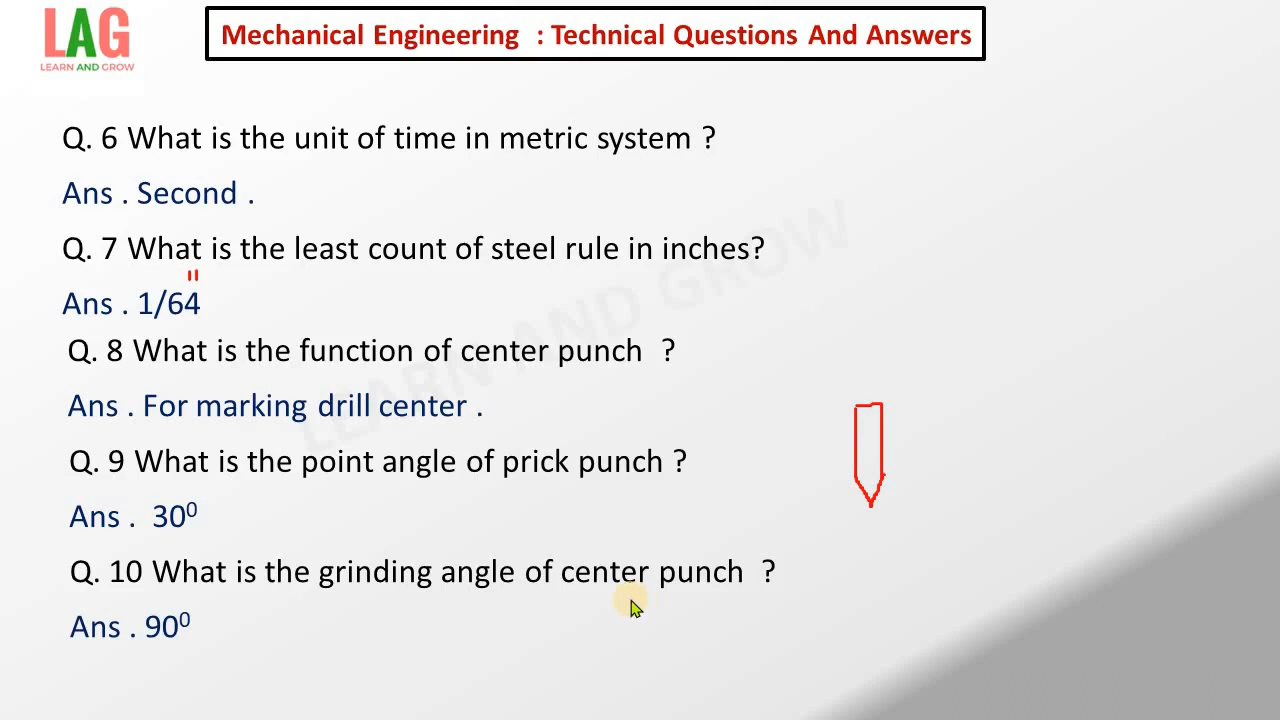 LAG
LEARN AND GROW
Mechanical Engineering : Technical Questions And Answers
Q. 6 What is the unit of time in metric system ?
Ans . Second .
Q. 7 What is the least count of steel rule in inches?
Ans . 1/64"
Q. 8 What is the function of center punch ?
Ans . For marking drill center .
Q. 9 What is the point angle of prick punch ?
Ans . 30⁰
Q. 10 What is the grinding angle of center punch ?
Ans . 90⁰
LEARN AND GROW